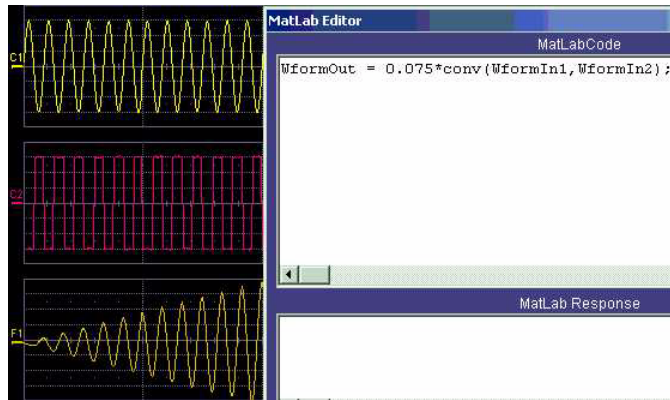 MatLab Editor
MatLabCode
WformOut = 0.075*conv(WformIn1,WformIn2);
C1
C2
F1
MatLab Response